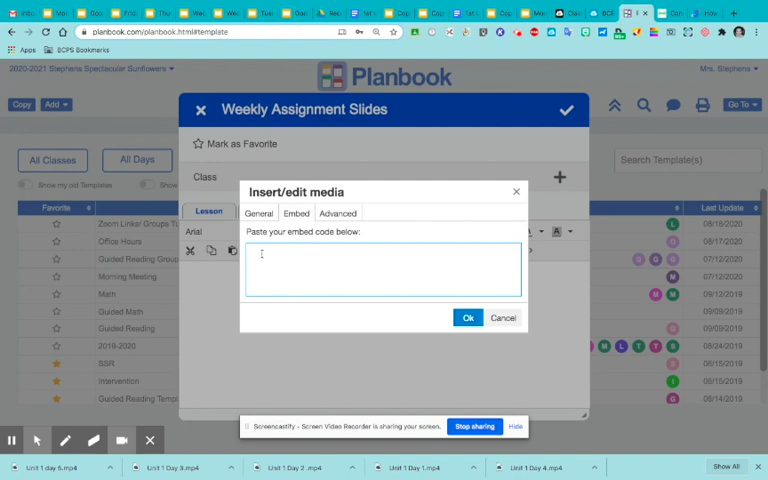 planbook.com/planbook.html#template
Apps
BCPS Bookmarks
2020-2021 Stephens Spectacular Sunflowers
Planbook
Mrs. Stephens
Copy
Add
Go To
Weekly Assignment Slides
All Classes
All Days
Mark as Favorite
Search Template(s)
Show my old Templates
Show
Class
Insert/edit media
Favorite
Lesson
Last Update
General
Embed
Advanced
Arial
A
Paste your embed code below:
Zoom Links/ Groups
L
08/18/2020
Office Hours
O
08/17/2020
Guided Reading Group
G
G
G
07/12/2020
Morning Meeting
M
07/12/2020
Math
M
M
09/12/2019
Guided Math
09/09/2019
Guided Reading
09/09/2019
2019-2020
M
L
T
T
S
08/24/2019
SSR
06/15/2019
Intervention
I
06/15/2019
Guided Reading Temp
G
06/14/2019
Ok
Cancel
Screencastify - Screen Video Recorder is sharing your screen.
Stop sharing
Hide
Unit 1 day 5.mp4
Unit 1 Day 3.mp4
Unit 1 Day 2 .mp4
Unit 1 Day 1.mp4
Unit 1 Day 4.mp4
Show All